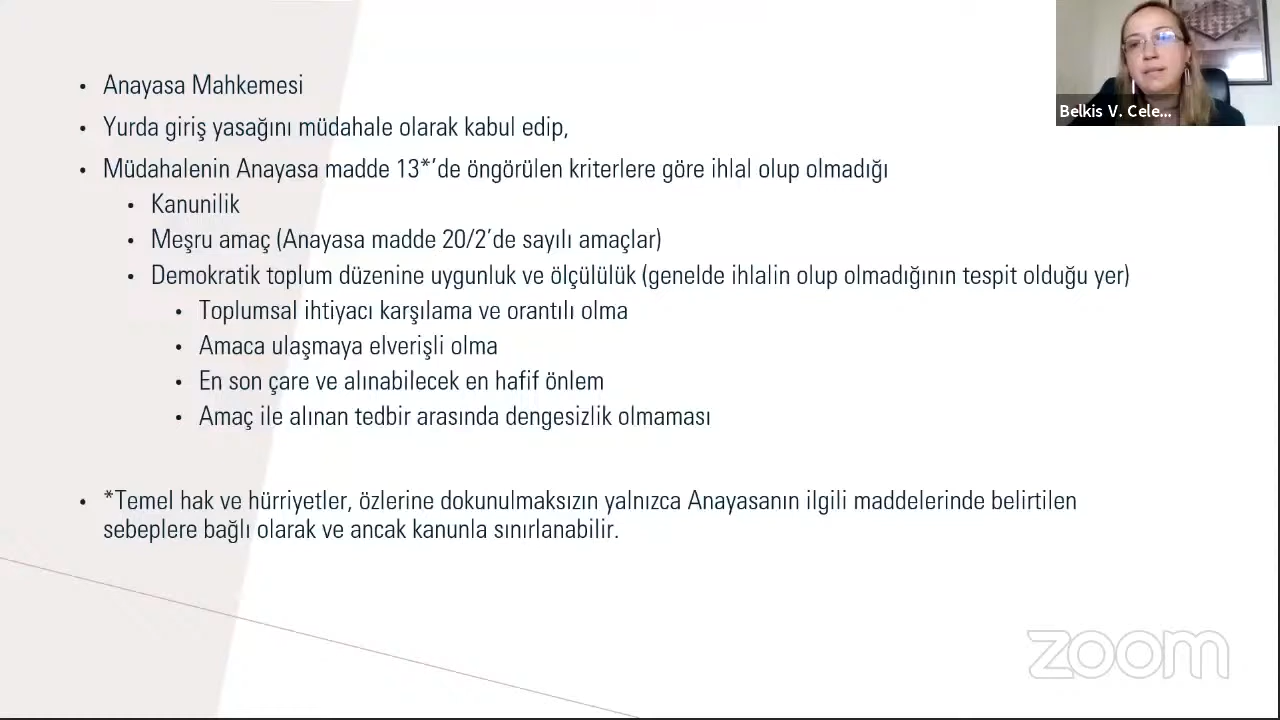 Belkis V. Cele...
• Anayasa Mahkemesi
• Yurda giriş yasağını müdahale olarak kabul edip,
• Müdahalenin Anayasa madde 13*’de öngörülen kriterlere göre ihlal olup olmadığı
• Kanunilik
• Meşru amaç (Anayasa madde 20/2’de sayılı amaçlar)
• Demokratik toplum düzenine uygunluk ve ölçülülük (genelde ihlalin olup olmadığının tespit olduğu yer)
• Toplumsal ihtiyacı karşılama ve orantılı olma
• Amaca ulaşmaya elverişli olma
• En son çare ve alınabilecek en hafif önlem
• Amaç ile alınan tedbir arasında dengesizlik olmaması
• *Temel hak ve hürriyetler, özlerine dokunulmaksızın yalnızca Anayasanın ilgili maddelerinde belirtilen
sebeplere bağlı olarak ve ancak kanunla sınırlanabilir.
zoom